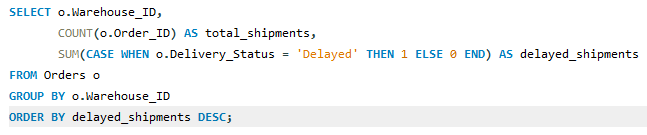 SELECT o.Warehouse_ID,
COUNT(o.Order_ID) AS total_shipments,
SUM(CASE WHEN o.Delivery_Status = 'Delayed' THEN 1 ELSE 0 END) AS delayed_shipments
FROM Orders o
GROUP BY o.Warehouse_ID
ORDER BY delayed_shipments DESC;